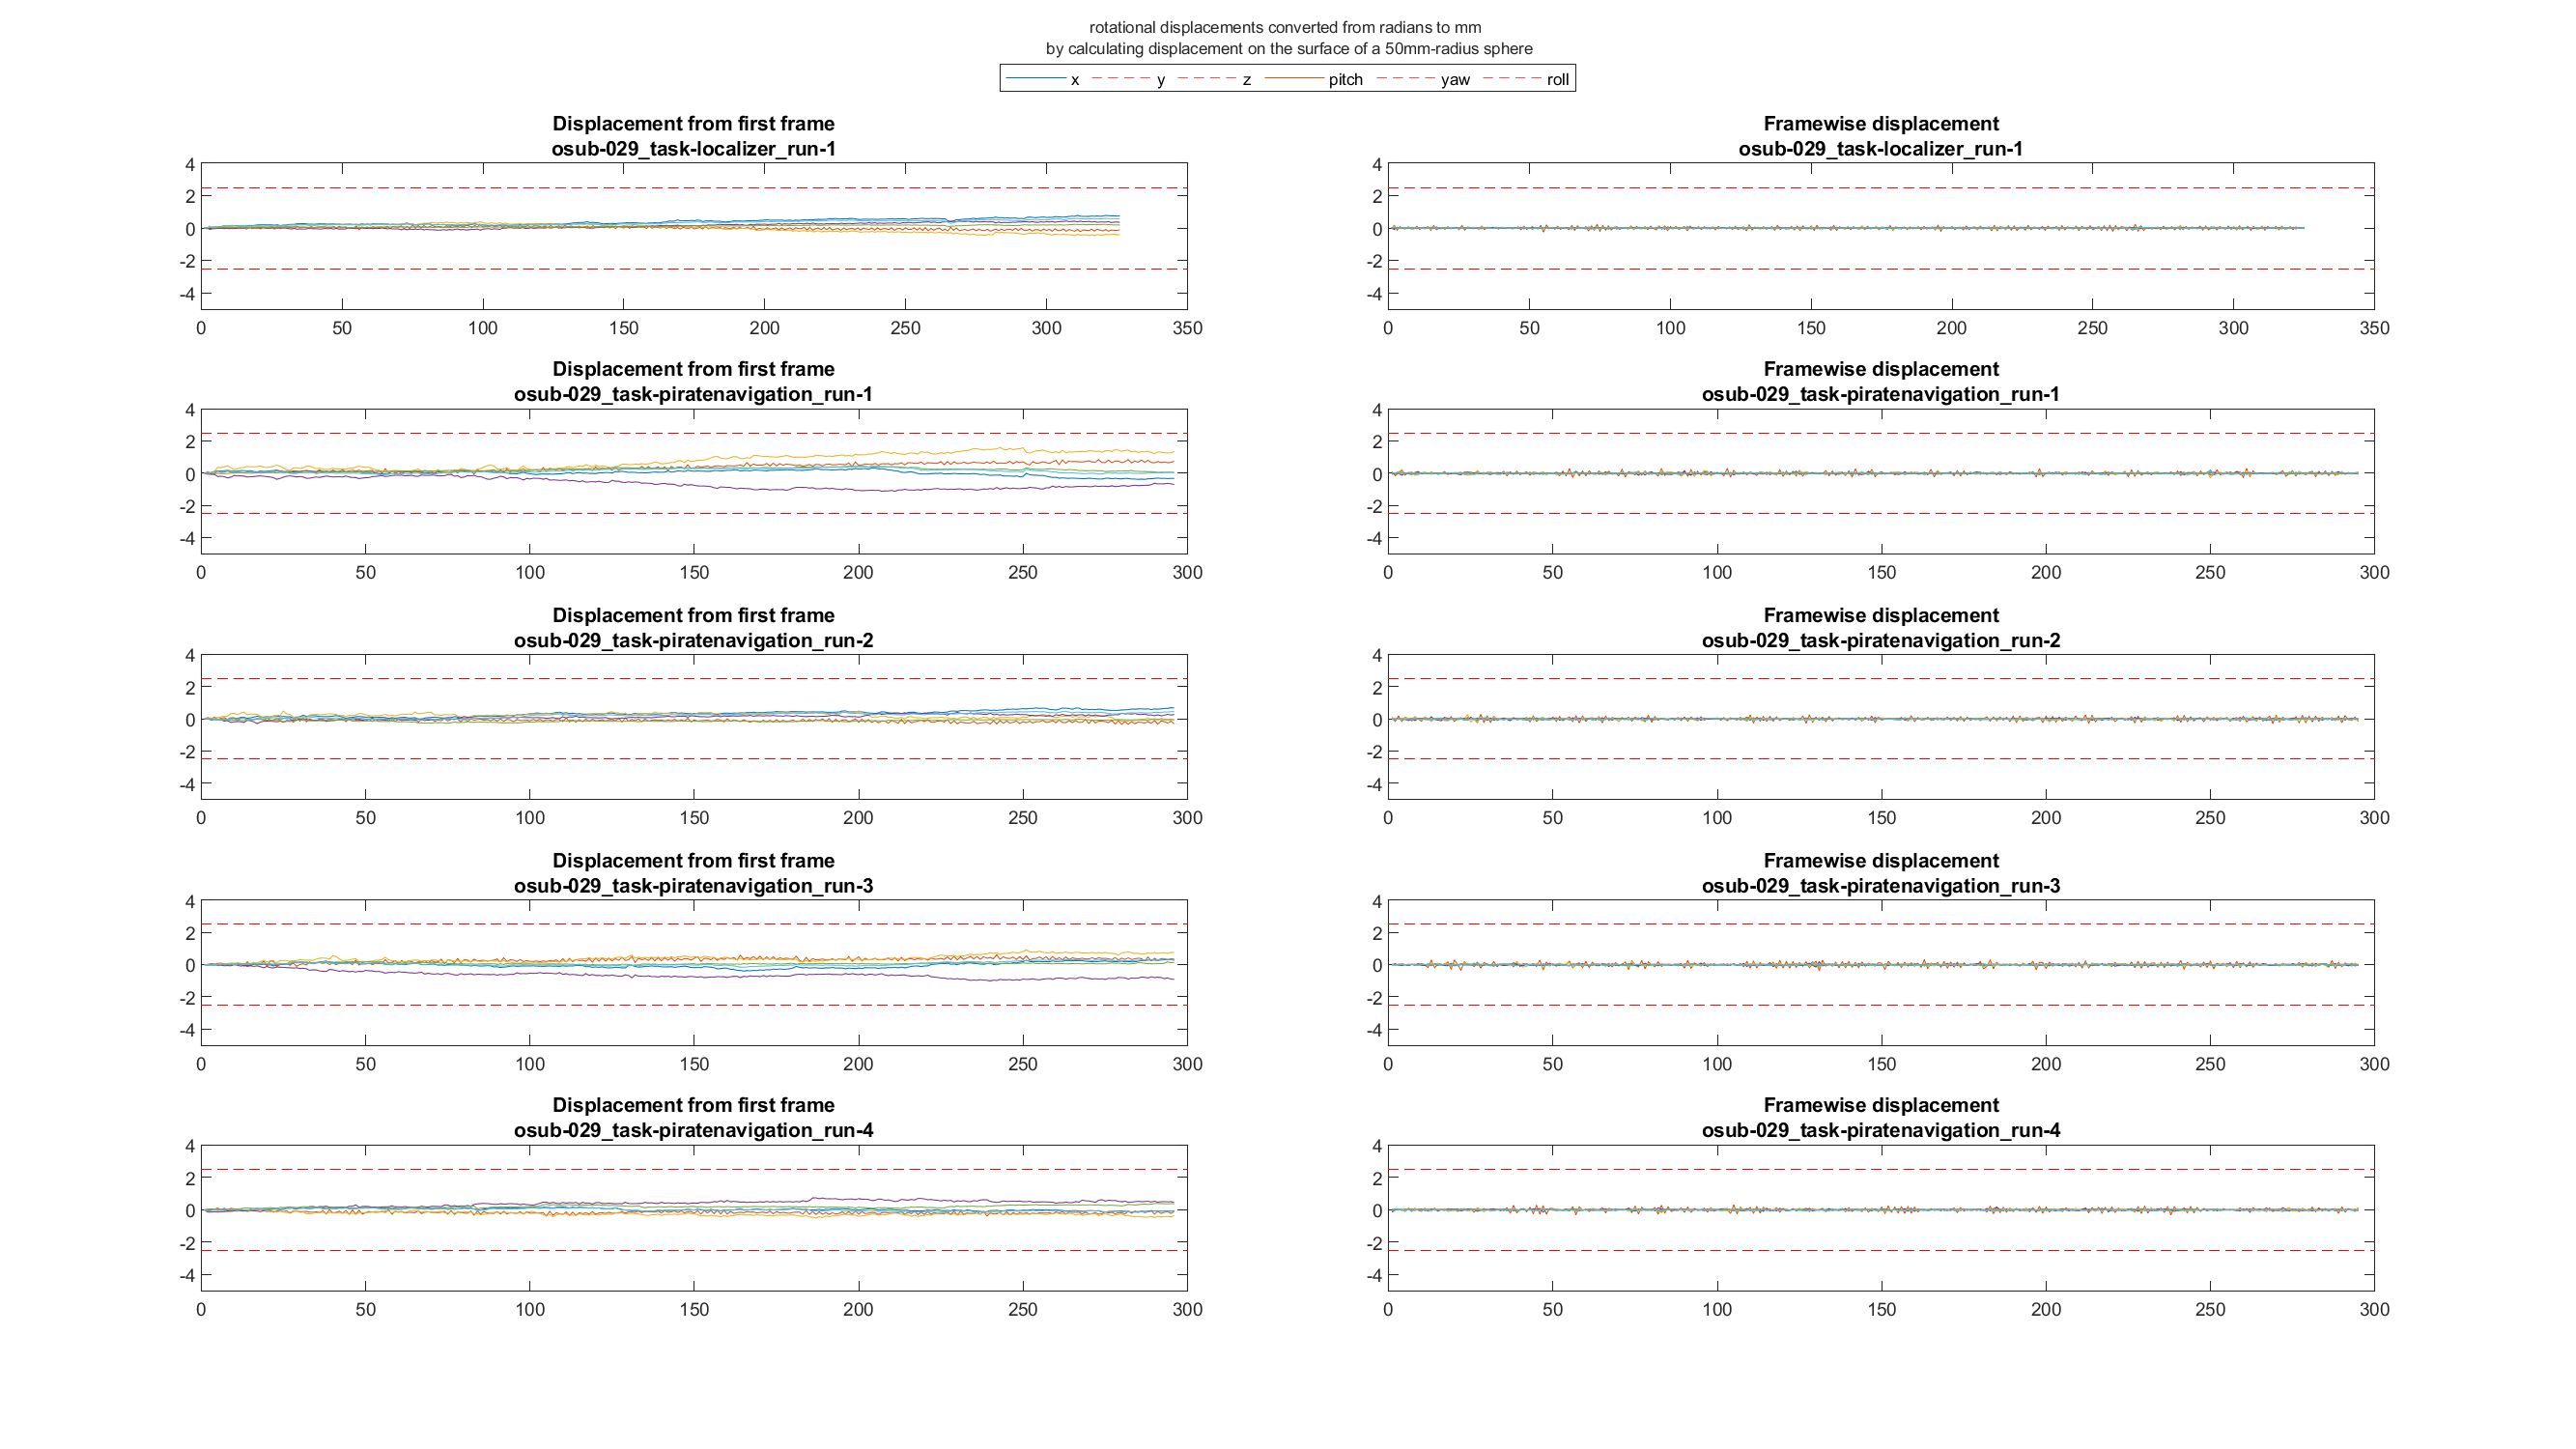 rotational displacements converted from radians to mm
by calculating displacement on the surface of a 50mm-radius sphere
x y z pitch yaw roll
Displacement from first frame
osub-029_task-localizer_run-1
4
2
0
-2
-4
0 50 100 150 200 250 300 350
Framewise displacement
osub-029_task-localizer_run-1
4
2
0
-2
-4
0 50 100 150 200 250 300 350
Displacement from first frame
osub-029_task-piratenavigation_run-1
4
2
0
-2
-4
0 50 100 150 200 250 300
Framewise displacement
osub-029_task-piratenavigation_run-1
4
2
0
-2
-4
0 50 100 150 200 250 300
Displacement from first frame
osub-029_task-piratenavigation_run-2
4
2
0
-2
-4
0 50 100 150 200 250 300
Framewise displacement
osub-029_task-piratenavigation_run-2
4
2
0
-2
-4
0 50 100 150 200 250 300
Displacement from first frame
osub-029_task-piratenavigation_run-3
4
2
0
-2
-4
0 50 100 150 200 250 300
Framewise displacement
osub-029_task-piratenavigation_run-3
4
2
0
-2
-4
0 50 100 150 200 250 300
Displacement from first frame
osub-029_task-piratenavigation_run-4
4
2
0
-2
-4
0 50 100 150 200 250 300
Framewise displacement
osub-029_task-piratenavigation_run-4
4
2
0
-2
-4
0 50 100 150 200 250 300